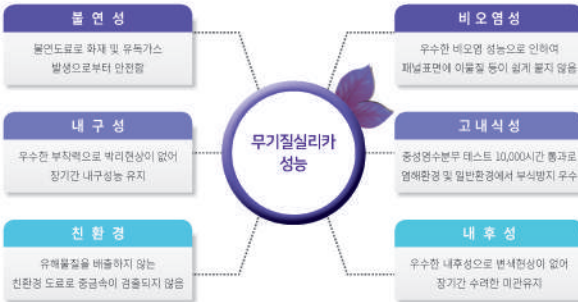 불연성
불연도료로 화재 및 유독가스
발생으로부터 안전함
내구성
우수한 부착력으로 박리현상이 없어
장기간 내구성능 유지
친환경
유해물질을 배출하지 않는
친환경 도료로 중금속이 검출되지 않음
무기질실리카
성능
비오염성
우수한 비오염 성능으로 인하여
패널표면에 이물질 등이 쉽게 붙지 않음
고내식성
중성염수분무 테스트 10,000시간 통과로
염해환경 및 일반환경에서 부식방지 우수
내후성
우수한 내후성으로 변색현상이 없어
장기간 수려한 미관유지